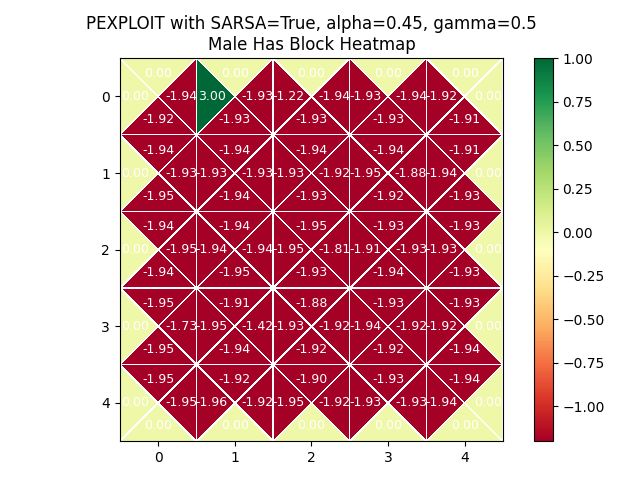 PEXPLOIT with SARSA=True, alpha=0.45, gamma=0.5
Male Has Block Heatmap
0.00 0.00 0.00 0.00 0.00
0 0.00 -1.94 3.00 -1.93 -1.22 -1.94 -1.93 -1.94 -1.92 0.00
-1.92 -1.93 -1.93 -1.93 -1.91
-1.94 -1.94 -1.94 -1.94 -1.91
1 0.00 -1.93 -1.93 -1.93 -1.93 -1.92 -1.95 -1.88 -1.94 0.00
-1.95 -1.94 -1.93 -1.92 -1.93
-1.94 -1.94 -1.95 -1.93 -1.93
2 0.00 -1.95 -1.94 -1.94 -1.95 -1.81 -1.91 -1.93 -1.93 0.00
-1.94 -1.95 -1.93 -1.94 -1.93
-1.95 -1.91 -1.88 -1.93 -1.93
3 0.00 -1.73 -1.95 -1.42 -1.93 -1.92 -1.94 -1.92 -1.92 0.00
-1.95 -1.94 -1.92 -1.92 -1.94
-1.95 -1.92 -1.90 -1.93 -1.94
4 0.00 -1.95 -1.96 -1.92 -1.95 -1.92 -1.93 -1.93 -1.94 0.00
0.00 0.00 0.00 0.00 0.00
0 1 2 3 4
1.00
0.75
0.50
0.25
0.00
−0.25
−0.50
−0.75
−1.00